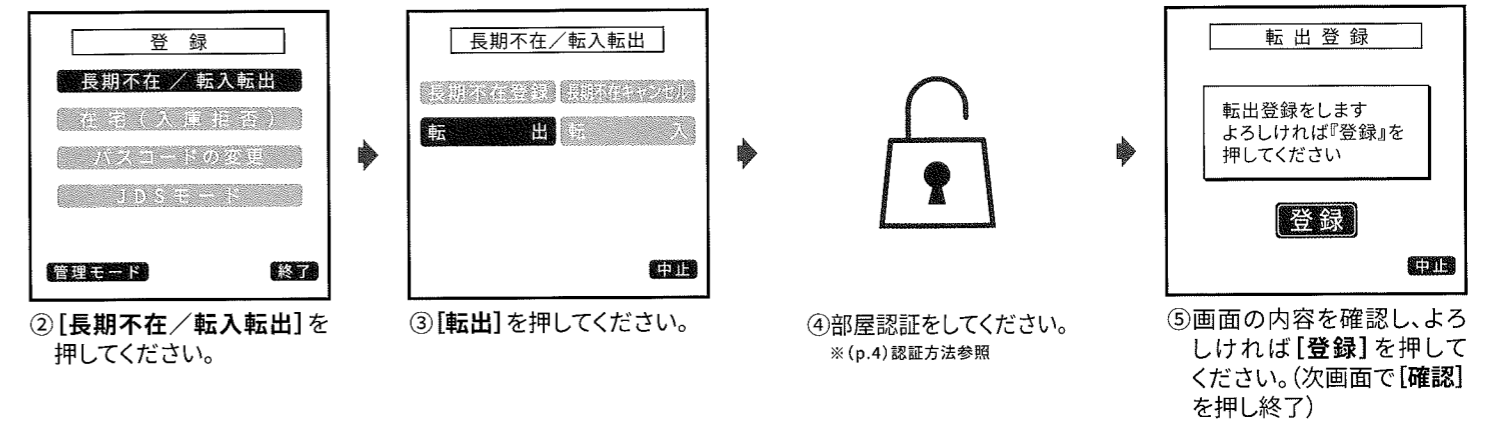 登 録
長期不在 ／ 転入転出
在宅(入庫拒否)
パスコードの変更
JDSモード
管理モード
終了
②[長期不在／転入転出]を
押してください。
長期不在／転入転出
長期不在登録
長期不在キャンセル
転 出
転 入
中止
③[転出]を押してください。
④部屋認証をしてください。
※(p.4)認証方法参照
転出登録
転出登録をします
よろしければ『登録』を
押してください
登録
中止
⑤画面の内容を確認し、よろ
しければ[登録]を押して
ください。(次画面で[確認]
を押し終了)